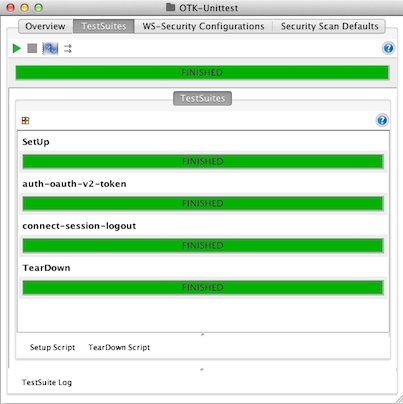 OTK-Unittest
Overview TestSuites WS-Security Configurations Security Scan Defaults
FINISHED
TestSuites
SetUp
FINISHED
auth-oauth-v2-token
FINISHED
connect-session-logout
FINISHED
TearDown
FINISHED
Setup Script TearDown Script
TestSuite Log